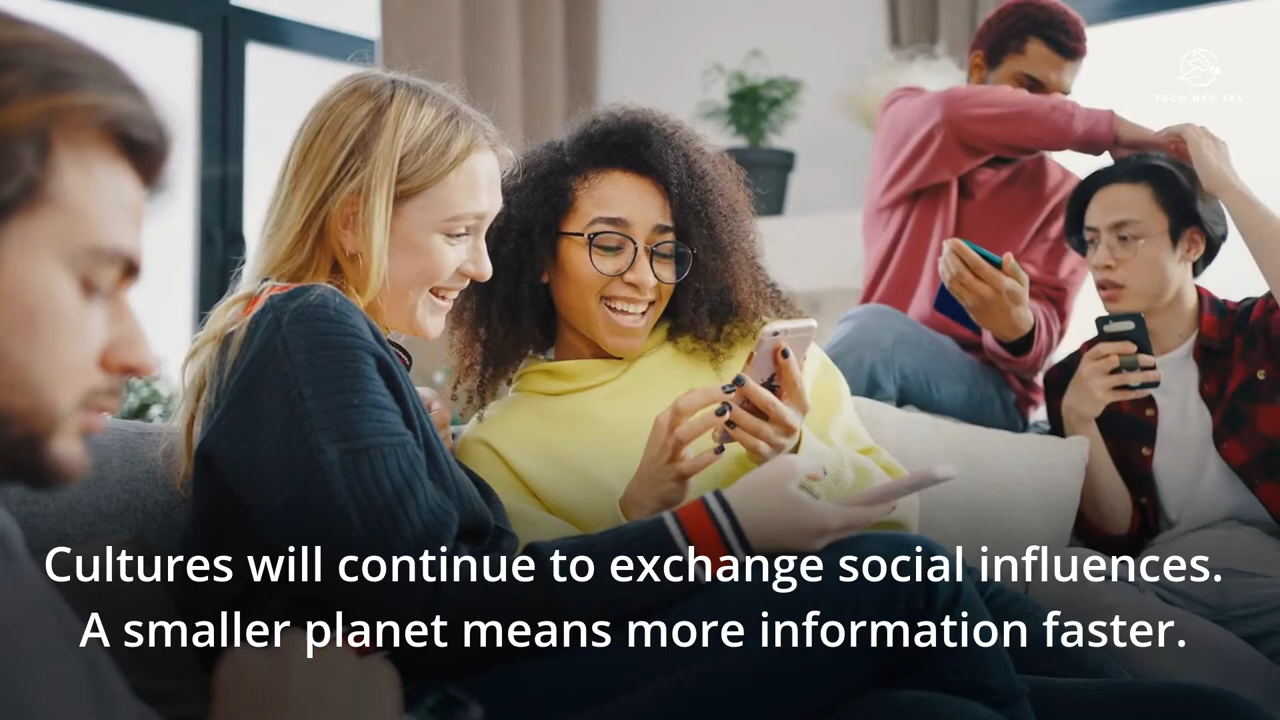 Cultures will continue to exchange social influences.
A smaller planet means more information faster.